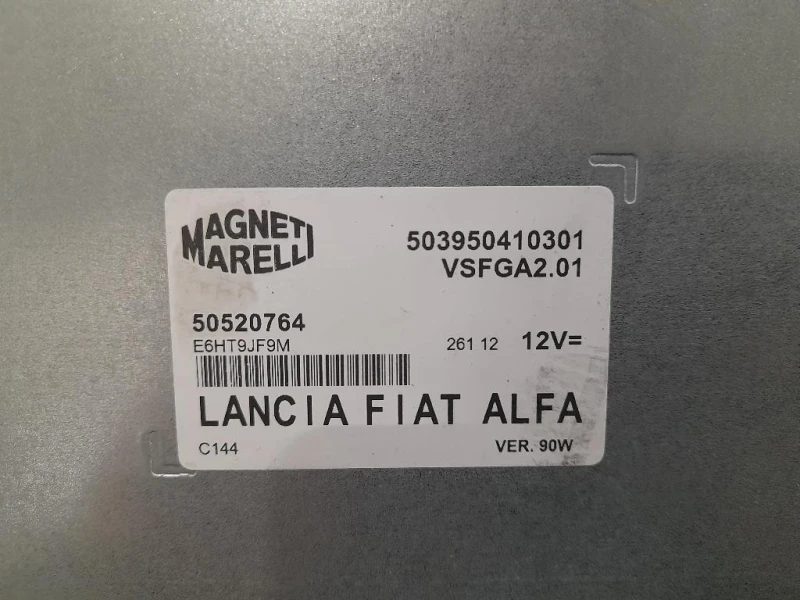 MAGNETI
MARELLI
503950410301
VSFGA2.01
50520764
E6HT9JF9M
261 12 12V=
LANCIA FIAT ALFA
C144 VER. 90W